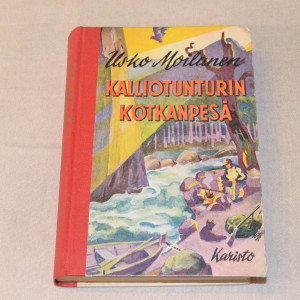 Usko Moilanen
KALLIOTUNTURIN
KOTKANPESÄ
Karisto